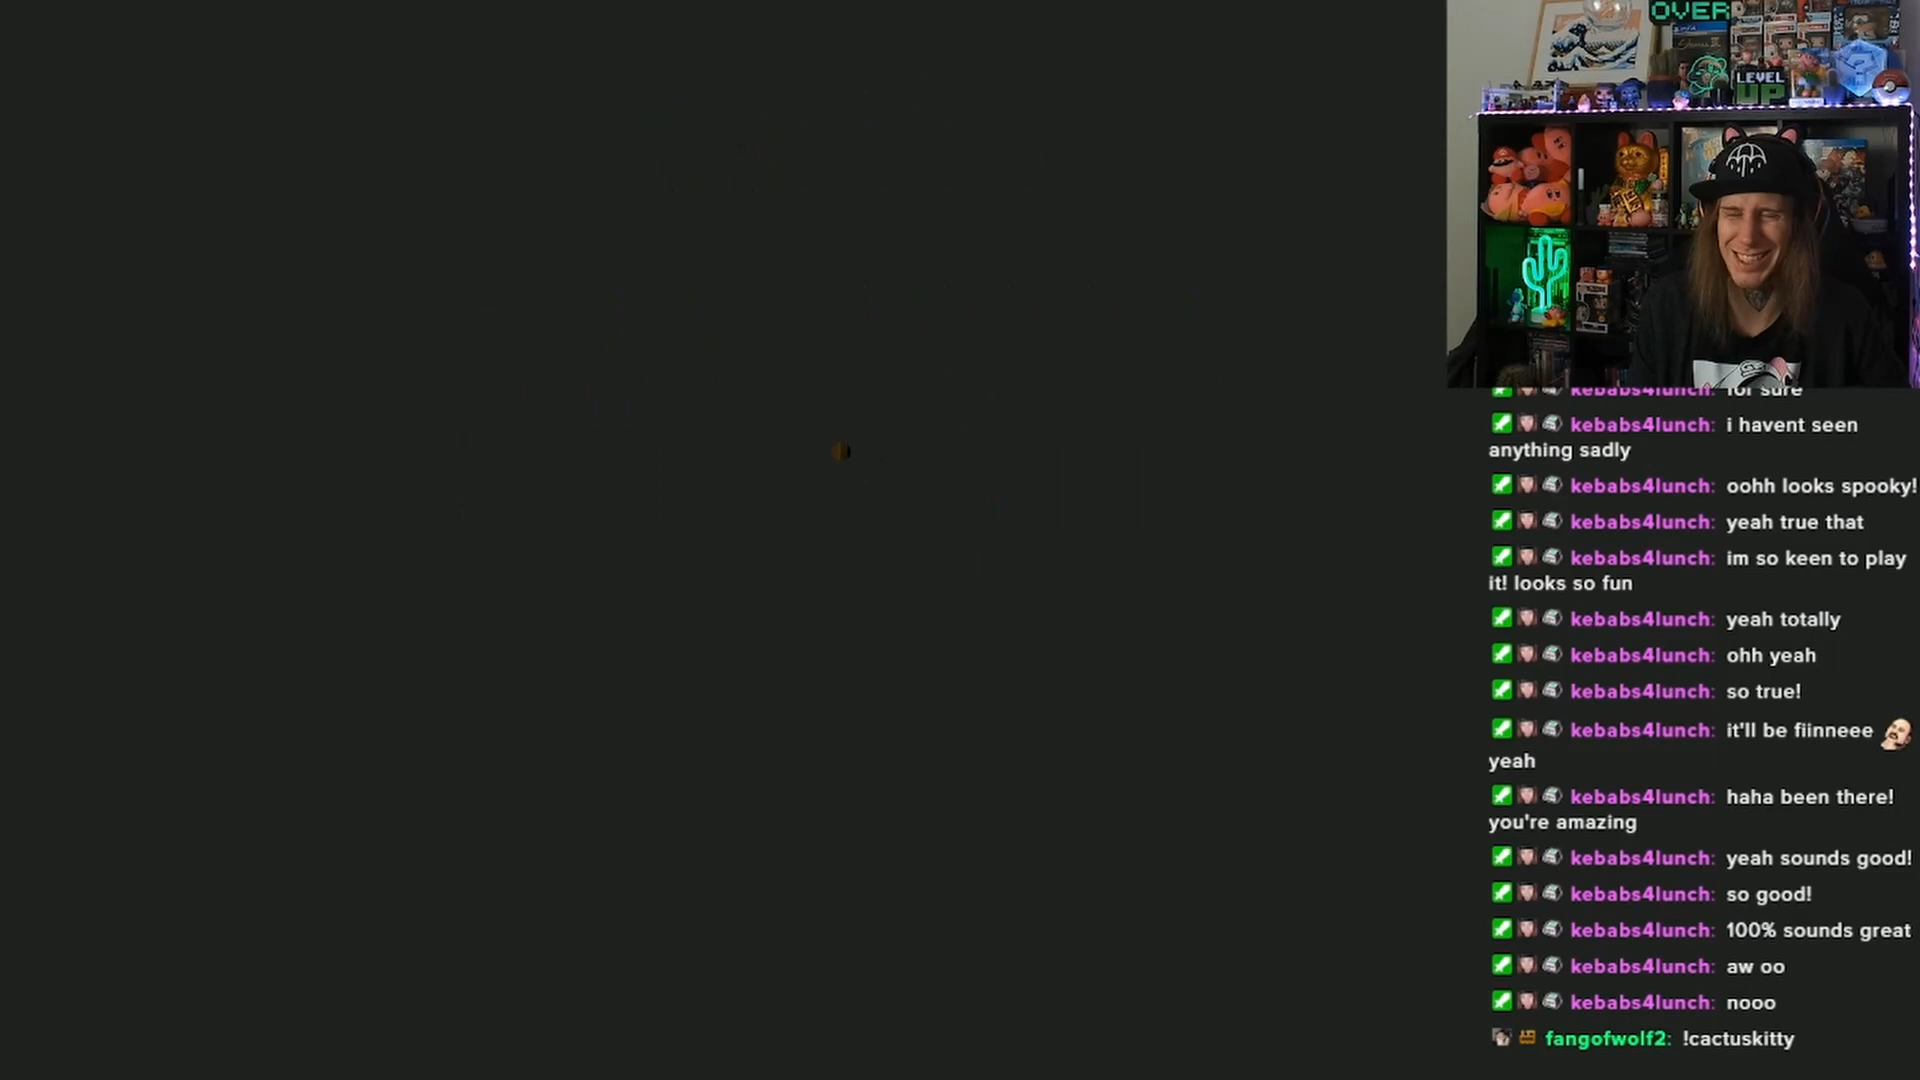 OVER
LEVEL
UP
kebabs4lunch: for sure
kebabs4lunch: i havent seen
anything sadly
kebabs4lunch: oohh looks spooky!
kebabs4lunch: yeah true that
kebabs4lunch: im so keen to play
it! looks so fun
kebabs4lunch: yeah totally
kebabs4lunch: ohh yeah
kebabs4lunch: so true!
kebabs4lunch: it'll be fiinneee
yeah
kebabs4lunch: haha been there!
you're amazing
kebabs4lunch: yeah sounds good!
kebabs4lunch: so good!
kebabs4lunch: 100% sounds great
kebabs4lunch: aw oo
kebabs4lunch: nooo
fangofwolf2: !cactuskitty